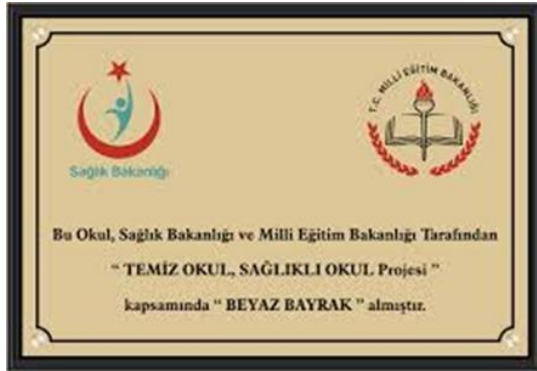 Sağlık Bakanlığı
T.C. MİLLİ EĞİTİM BAKANLIĞI
Bu Okul, Sağlık Bakanlığı ve Milli Eğitim Bakanlığı Tarafından
“ TEMİZ OKUL, SAĞLIKLI OKUL Projesi ”
kapsamında “ BEYAZ BAYRAK ” almıştır.